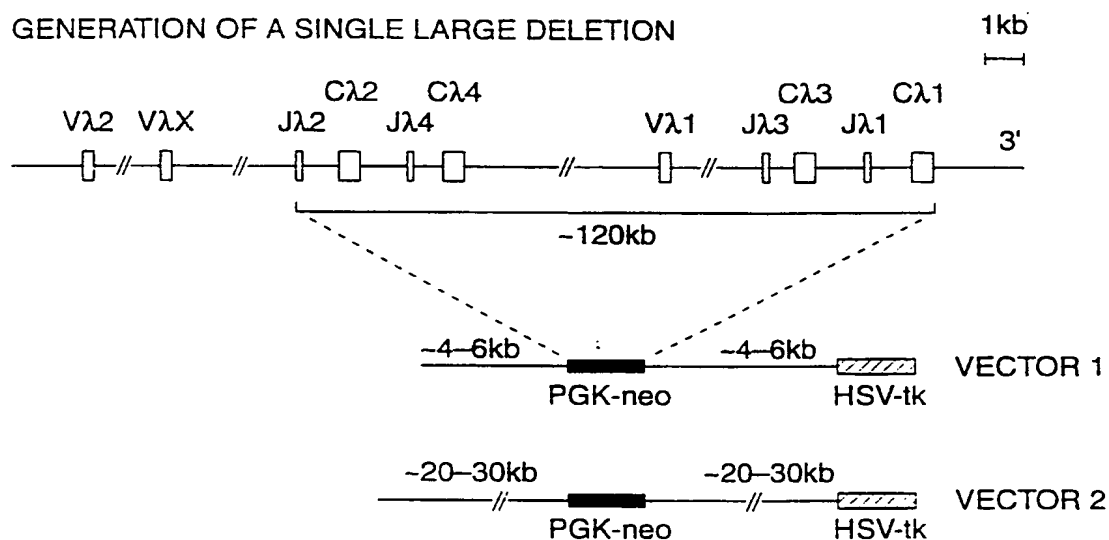 GENERATION OF A SINGLE LARGE DELETION
1kb
Cλ2 Cλ4 Cλ3 Cλ1
Vλ2 VλX Jλ2 Jλ4 Vλ1 Jλ3 Jλ1 3'
~120kb
~4–6kb ~4–6kb VECTOR 1
PGK-neo HSV-tk
~20–30kb ~20–30kb
VECTOR 2
PGK-neo HSV-tk